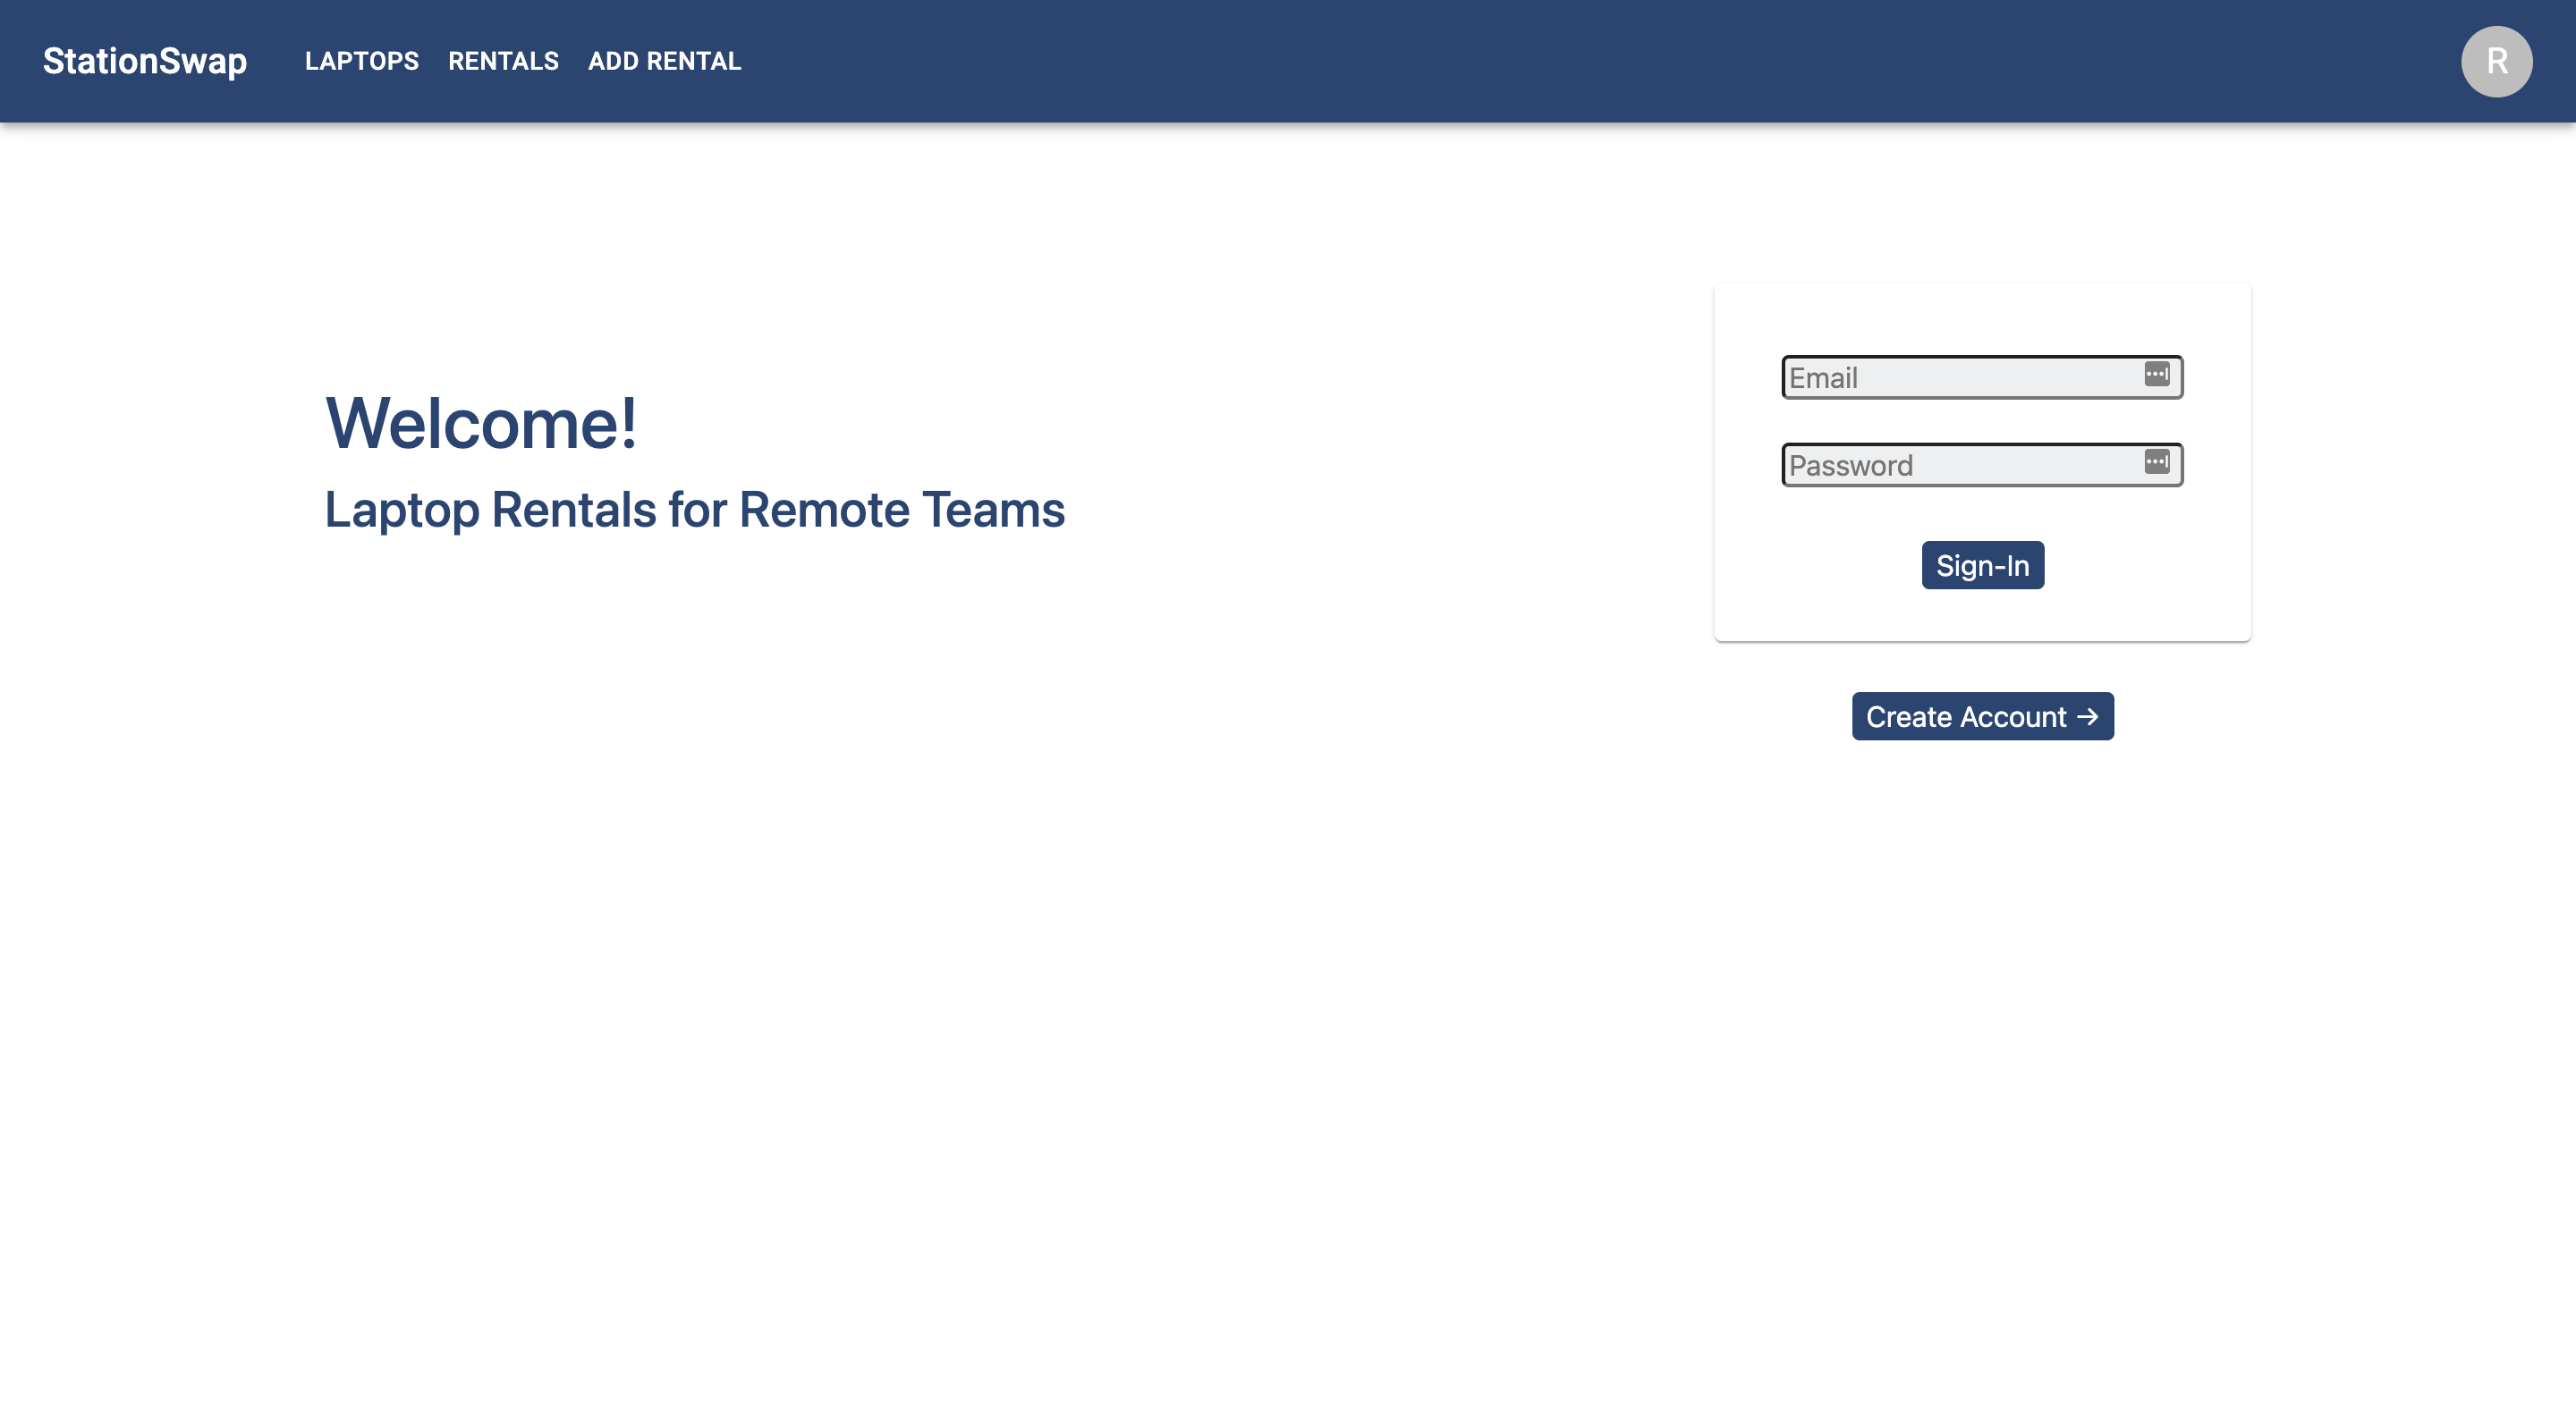 StationSwap LAPTOPS RENTALS ADD RENTAL R
Welcome!
Laptop Rentals for Remote Teams
Email
Password
Sign-In
Create Account →